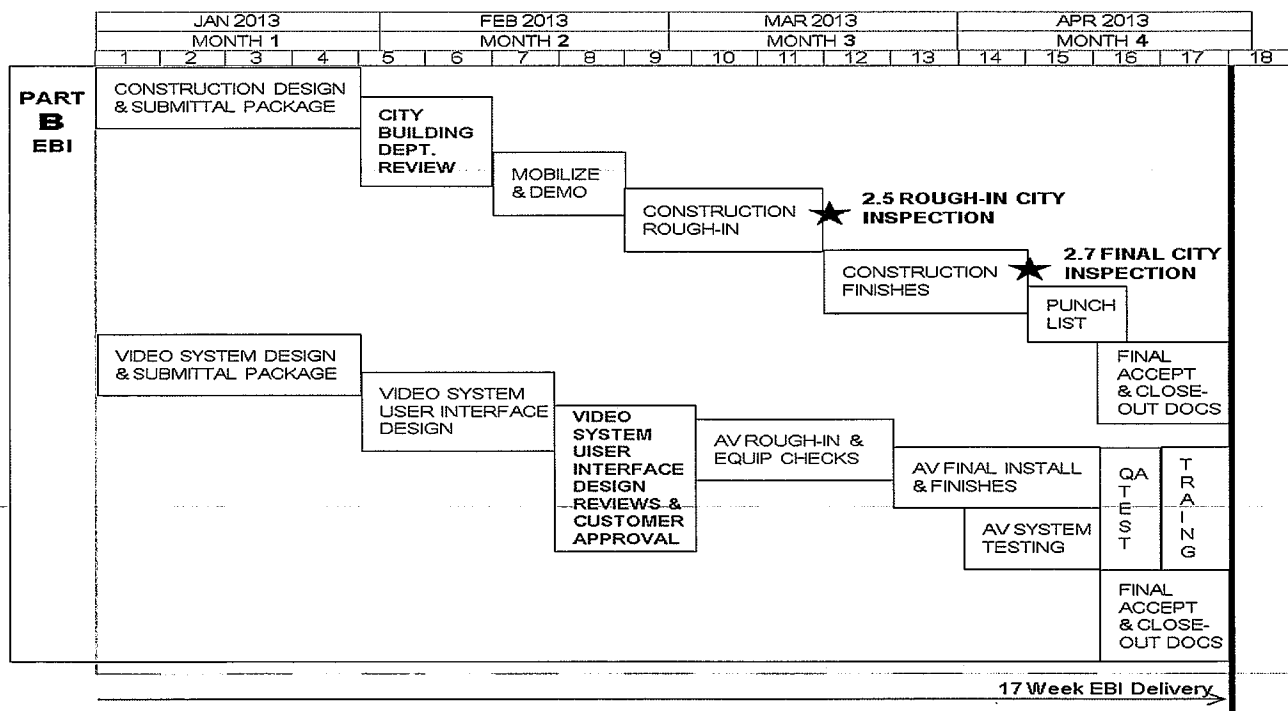 JAN 2013 FEB 2013 MAR 2013 APR 2013
MONTH 1 MONTH 2 MONTH 3 MONTH 4
1 2 3 4 5 6 7 8 9 10 11 12 13 14 15 16 17 18
PART
B
EBI
CONSTRUCTION DESIGN
& SUBMITTAL PACKAGE
CITY
BUILDING
DEPT.
REVIEW
MOBILIZE
& DEMO
CONSTRUCTION
ROUGH-IN
2.5 ROUGH-IN CITY
INSPECTION
CONSTRUCTION
FINISHES
2.7 FINAL CITY
INSPECTION
PUNCH
LIST
FINAL
ACCEPT
& CLOSE-
OUT DOCS
VIDEO SYSTEM DESIGN
& SUBMITTAL PACKAGE
VIDEO SYSTEM
USER INTERFACE
DESIGN
VIDEO
SYSTEM
UISER
INTERFACE
DESIGN
REVIEWS &
CUSTOMER
APPROVAL
AV ROUGH-IN &
EQUIP CHECKS
AV FINAL INSTALL
& FINISHES
AV SYSTEM
TESTING
QA
T
E
S
T
T
R
A
I
N
G
FINAL
ACCEPT
& CLOSE-
OUT DOCS
17 Week EBI Delivery